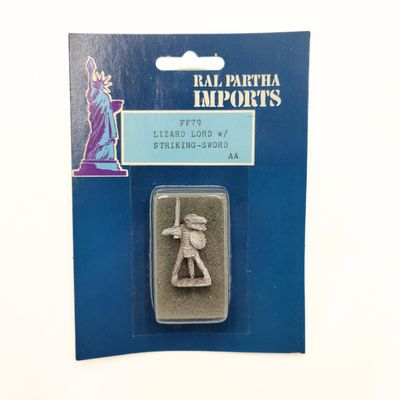 RAL PARTHA
IMPORTS
FF79
LIZARD LORD w/
STRIKING-SWORD
AA